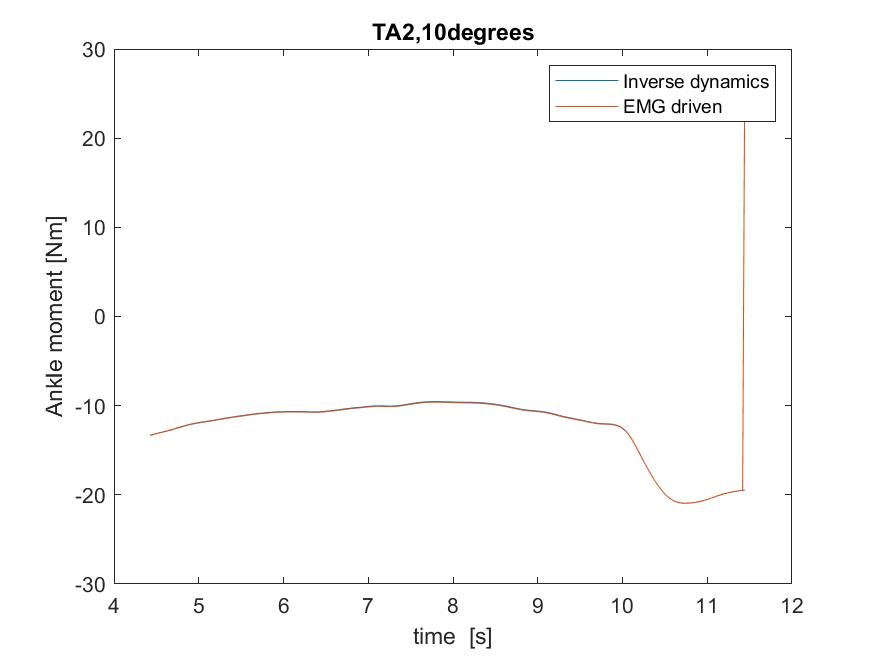 TA2,10degrees
30
20
10
0
-10
-20
-30
Ankle moment [Nm]
Inverse dynamics
EMG driven
4 5 6 7 8 9 10 11 12
time [s]